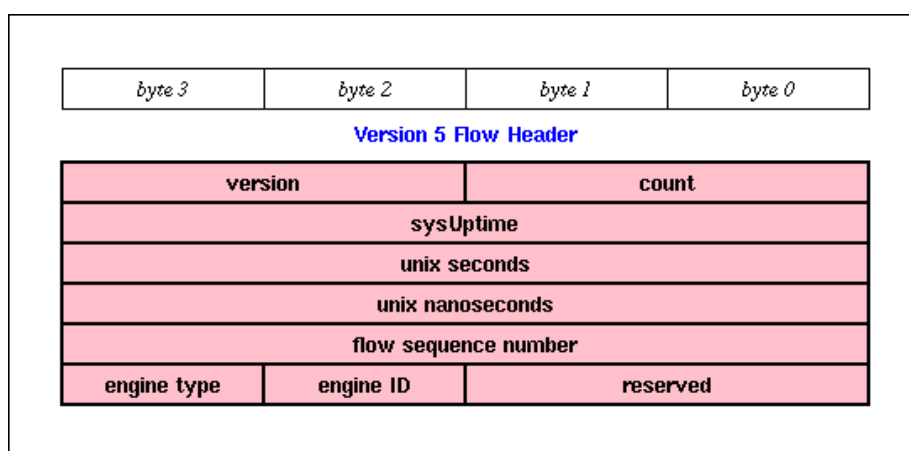 byte 3 byte 2 byte 1 byte 0
Version 5 Flow Header
version count
sysUptime
unix seconds
unix nanoseconds
flow sequence number
engine type engine ID reserved